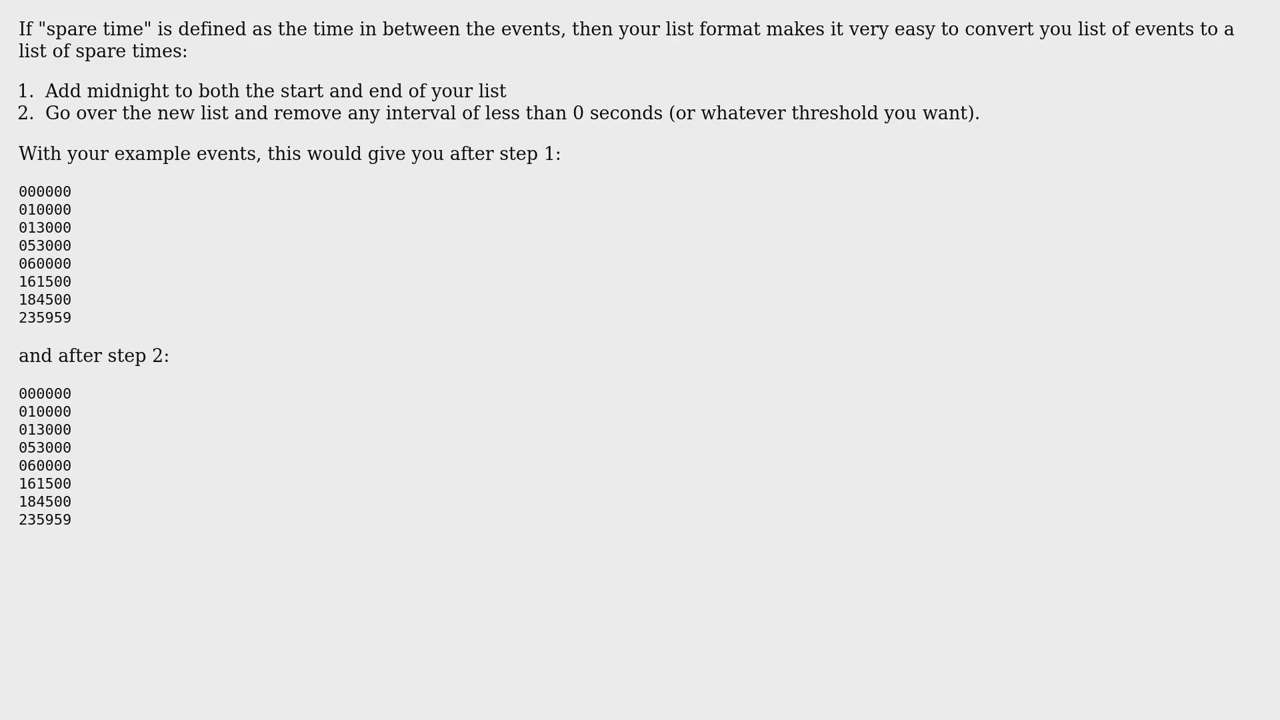 If "spare time" is defined as the time in between the events, then your list format makes it very easy to convert you list of events to a
list of spare times:
1. Add midnight to both the start and end of your list
2. Go over the new list and remove any interval of less than 0 seconds (or whatever threshold you want).
With your example events, this would give you after step 1:
000000
010000
013000
053000
060000
161500
184500
235959
and after step 2:
000000
010000
013000
053000
060000
161500
184500
235959